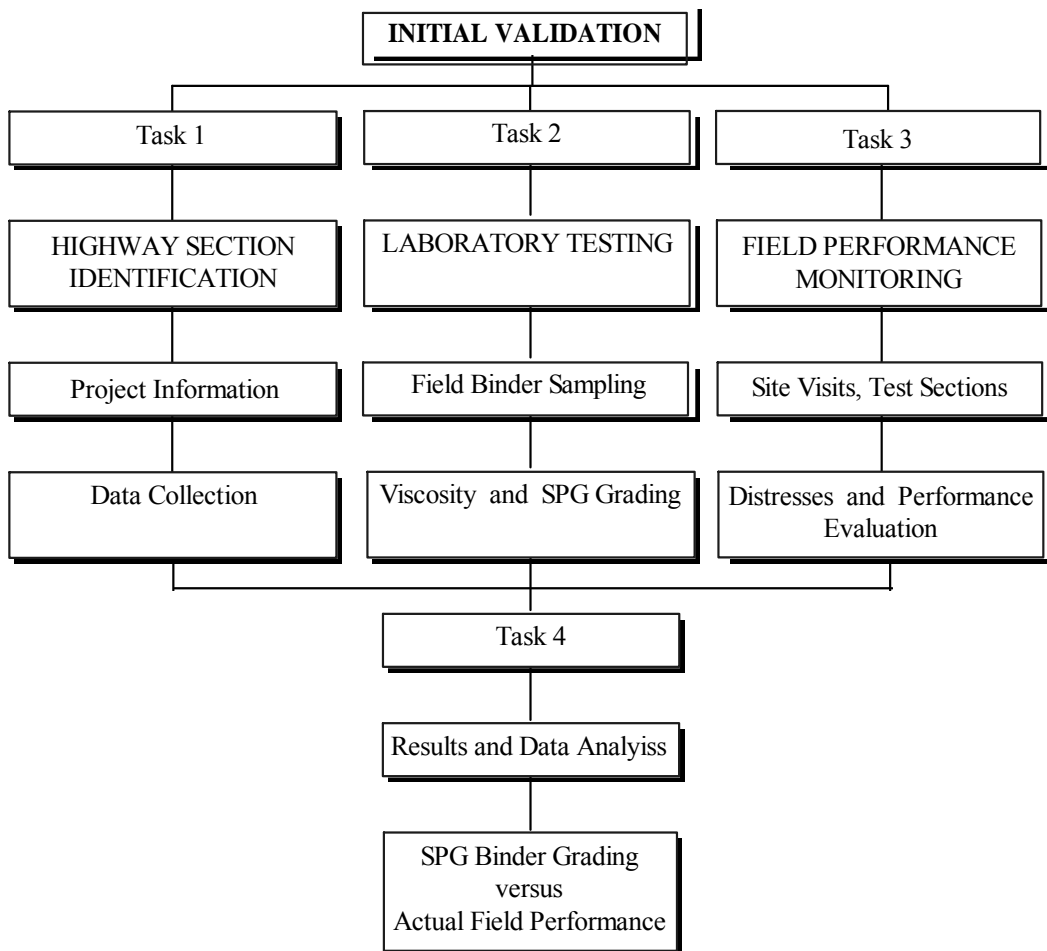 INITIAL VALIDATION
Task 1
Task 2
Task 3
HIGHWAY SECTION
IDENTIFICATION
LABORATORY TESTING
FIELD PERFORMANCE
MONITORING
Project Information
Field Binder Sampling
Site Visits, Test Sections
Data Collection
Viscosity and SPG Grading
Distresses and Performance
Evaluation
Task 4
Results and Data Analyiss
SPG Binder Grading
versus
Actual Field Performance